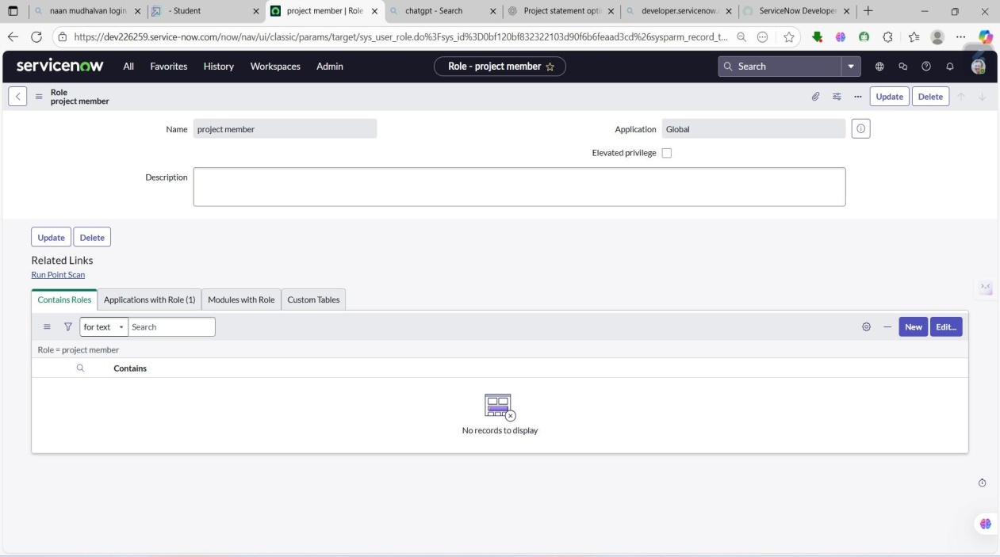 naan mudhalvan login
- Student
project member | Role
chatgpt - Search
Project statement opti
developer.servicenow.
ServiceNow Developer
https://dev226259.service-now.com/now/nav/ui/classic/params/target/sys_user_role.do%3Fsys_id%3D0bf120bf832322103d90f6b6feaad3cd%26sysparm_record_t...
servicenow All Favorites History Workspaces Admin Role - project member Search
Role
project member
Update Delete
Name project member Application Global
Elevated privilege
Description
Update Delete
Related Links
Run Point Scan
Contains Roles Applications with Role (1) Modules with Role Custom Tables
for text Search New Edit...
Role = project member
Contains
No records to display